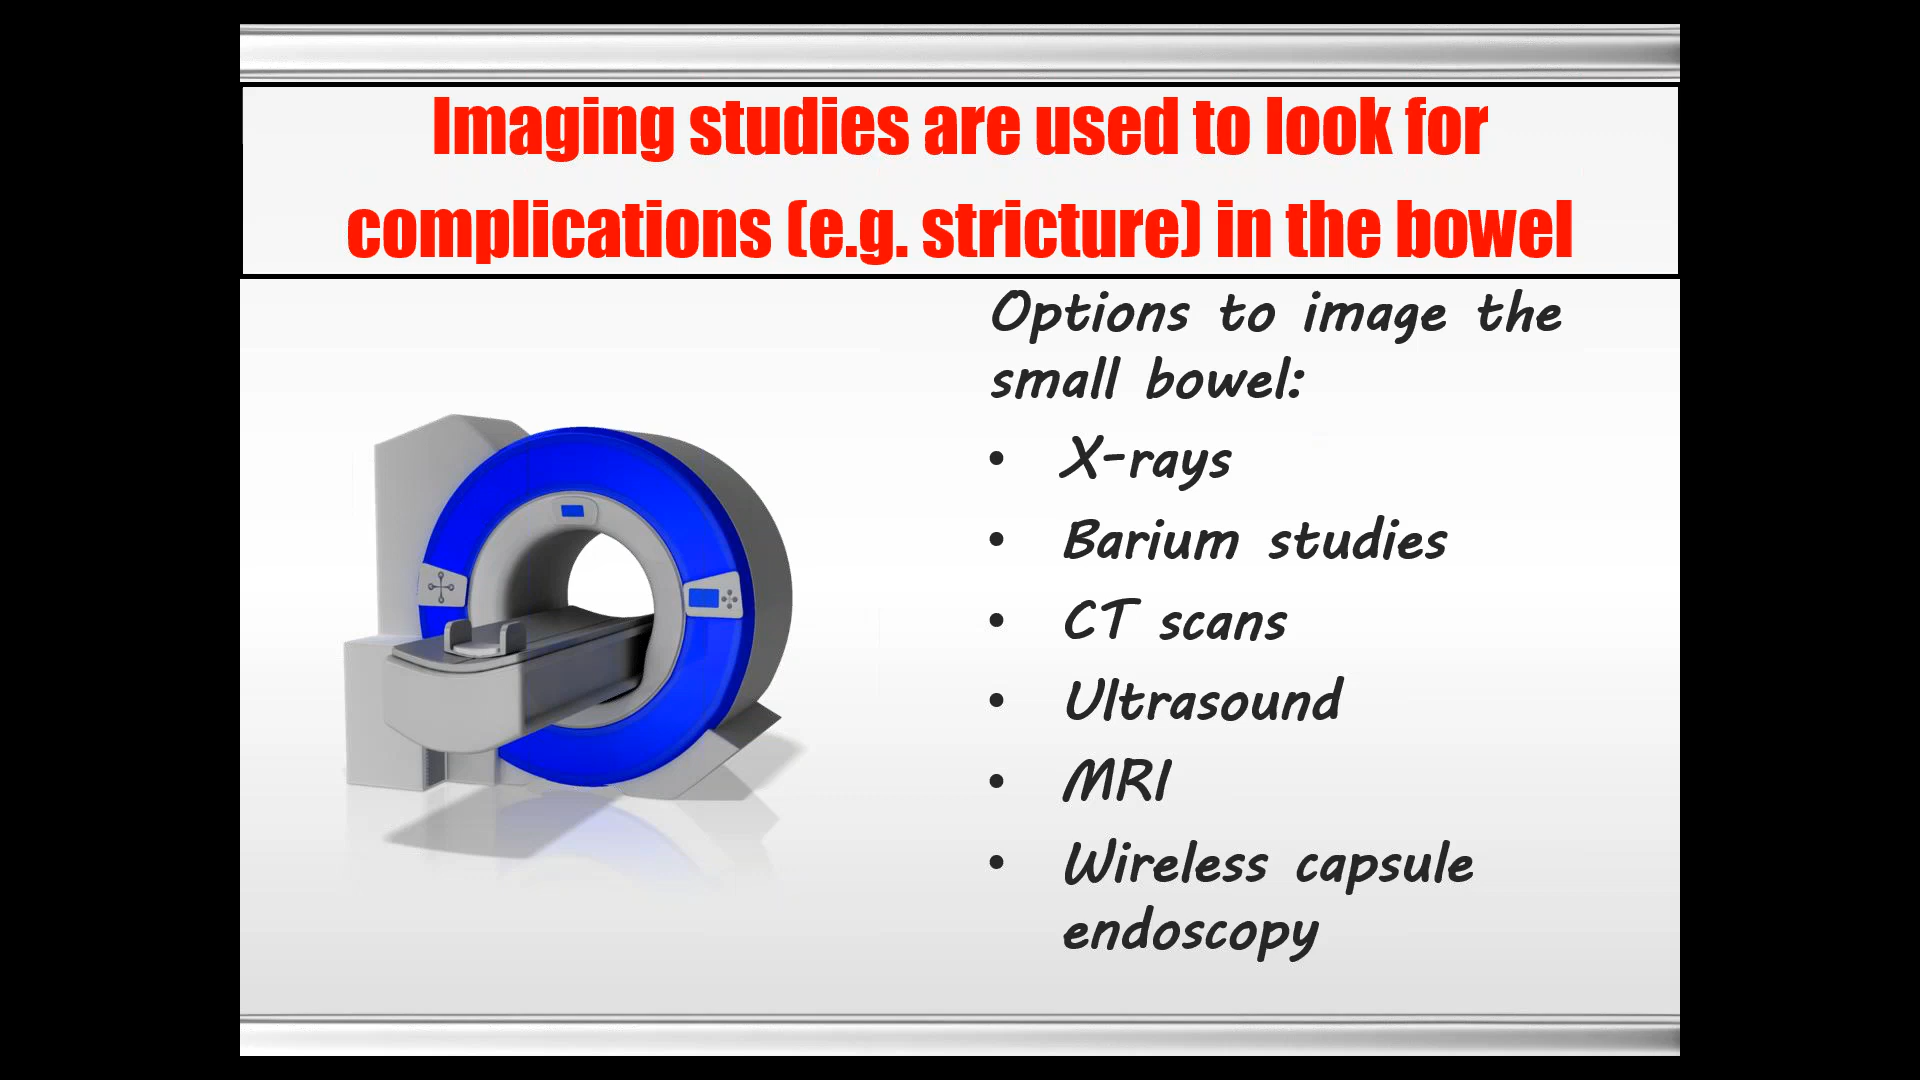 Imaging studies are used to look for
complications (e.g. stricture) in the bowel
Options to image the
small bowel:
• X-rays
• Barium studies
• CT scans
• Ultrasound
• MRI
• Wireless capsule
endoscopy